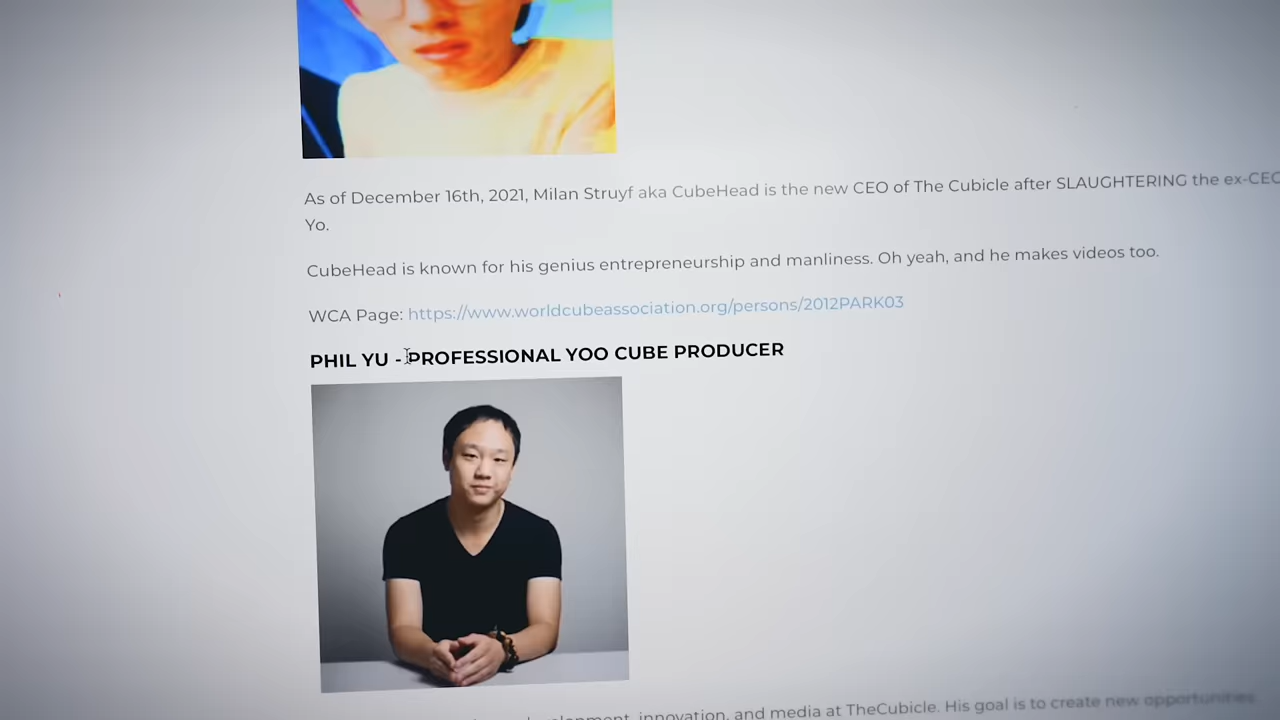 As of December 16th, 2021, Milan Struyf aka CubeHead is the new CEO of The Cubicle after SLAUGHTERING the ex-CEO
Yo.
CubeHead is known for his genius entrepreneurship and manliness. Oh yeah, and he makes videos too.
WCA Page: https://www.worldcubeassociation.org/persons/2012PARK03
PHIL YU - PROFESSIONAL YOO CUBE PRODUCER
innovation, and media at TheCubicle. His goal is to create new opportunities